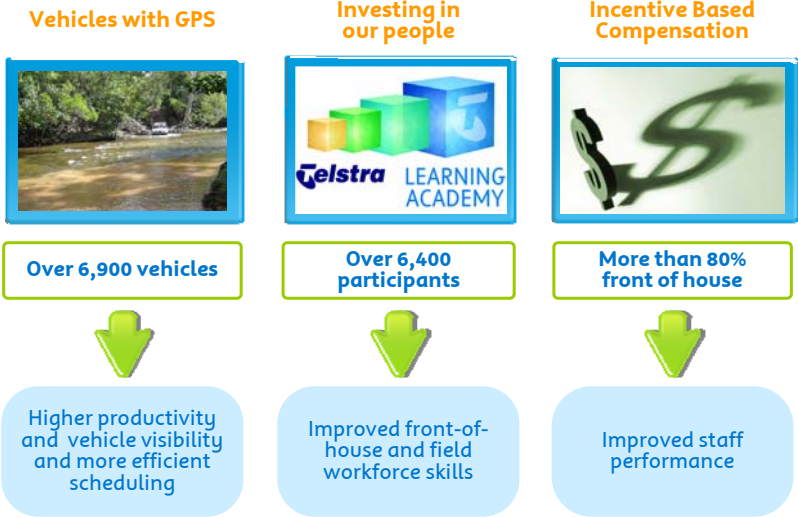 Vehicles with GPS
Investing in
our people
Incentive Based
Compensation
Telstra
LEARNING
ACADEMY
Over 6,900 vehicles
Over 6,400
participants
More than 80%
front of house
Higher productivity
and vehicle visibility
and more efficient
scheduling
Improved front-of-
house and field
workforce skills
Improved staff
performance